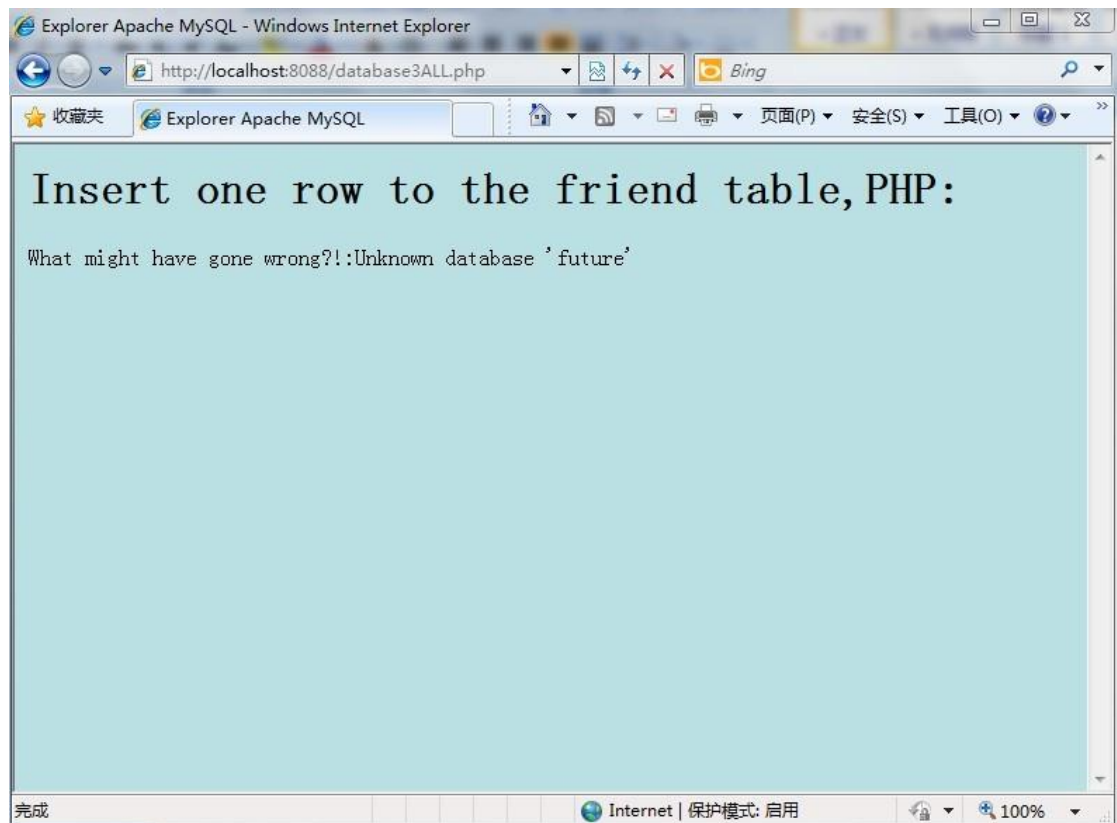 Explorer Apache MySQL - Windows Internet Explorer
http://localhost:8088/database3ALL.php
Bing
收藏夹
Explorer Apache MySQL
页面(P)
安全(S)
工具(O)
Insert one row to the friend table,PHP:
What might have gone wrong?!:Unknown database 'future'
完成
Internet | 保护模式: 启用
100%